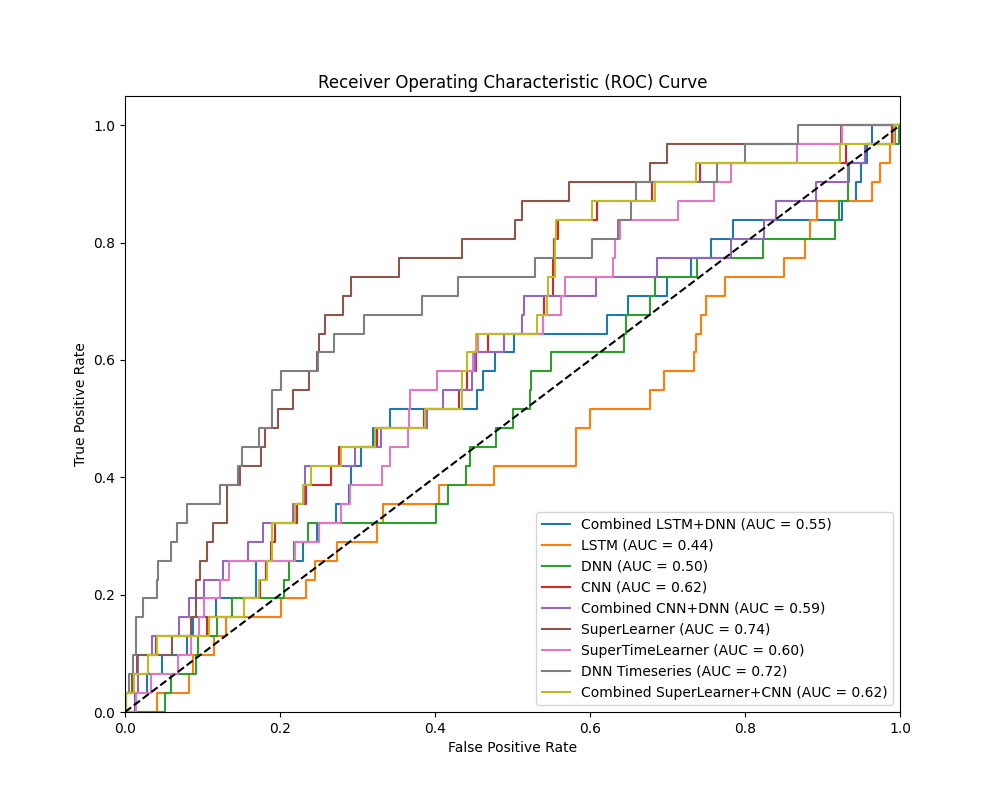 Receiver Operating Characteristic (ROC) Curve
True Positive Rate
1.0
0.8
0.6
0.4
0.2
0.0
Combined LSTM+DNN (AUC = 0.55)
LSTM (AUC = 0.44)
DNN (AUC = 0.50)
CNN (AUC = 0.62)
Combined CNN+DNN (AUC = 0.59)
SuperLearner (AUC = 0.74)
SuperTimeLearner (AUC = 0.60)
DNN Timeseries (AUC = 0.72)
Combined SuperLearner+CNN (AUC = 0.62)
0.0 0.2 0.4 0.6 0.8 1.0
False Positive Rate